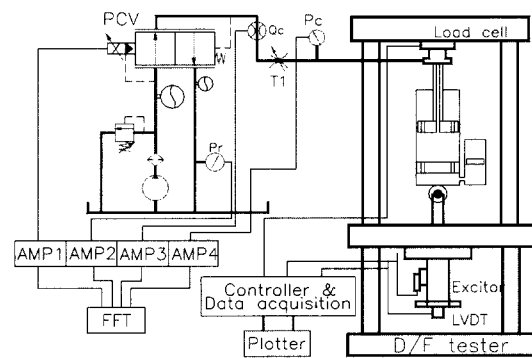 PCV
Qc
Pc
Load cell
W
T1
Pr
AMP1 AMP2 AMP3 AMP4
Controller &
Data acquisition
Excitor
LVDT
FFT
Plotter
D/F tester